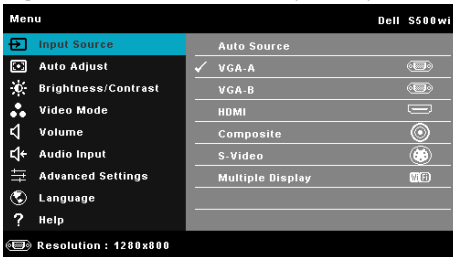 Menu Dell S500wi
Input Source Auto Source
Auto Adjust VGA-A
Brightness/Contrast VGA-B
Video Mode HDMI
Volume Composite
Audio Input S-Video
Advanced Settings Multiple Display WiFi
Language
? Help
Resolution : 1280x800